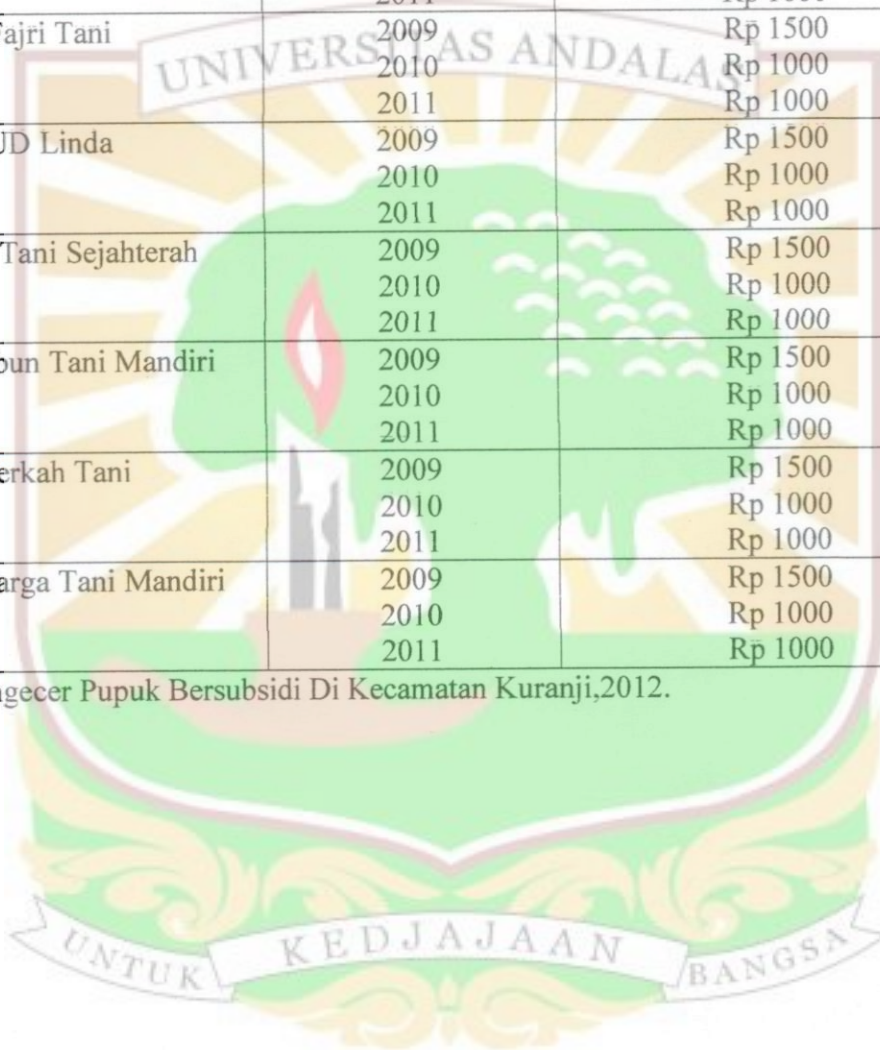 Fajri Tani 2009 Rp 1500
2010 Rp 1000
2011 Rp 1000
UD Linda 2009 Rp 1500
2010 Rp 1000
2011 Rp 1000
Tani Sejahterah 2009 Rp 1500
2010 Rp 1000
2011 Rp 1000
bun Tani Mandiri 2009 Rp 1500
2010 Rp 1000
2011 Rp 1000
erkah Tani 2009 Rp 1500
2010 Rp 1000
2011 Rp 1000
arga Tani Mandiri 2009 Rp 1500
2010 Rp 1000
2011 Rp 1000
ngecer Pupuk Bersubsidi Di Kecamatan Kuranji,2012.
UNIVERSITAS ANDALAS
UNTUK KEDJAJAAN BANGSA